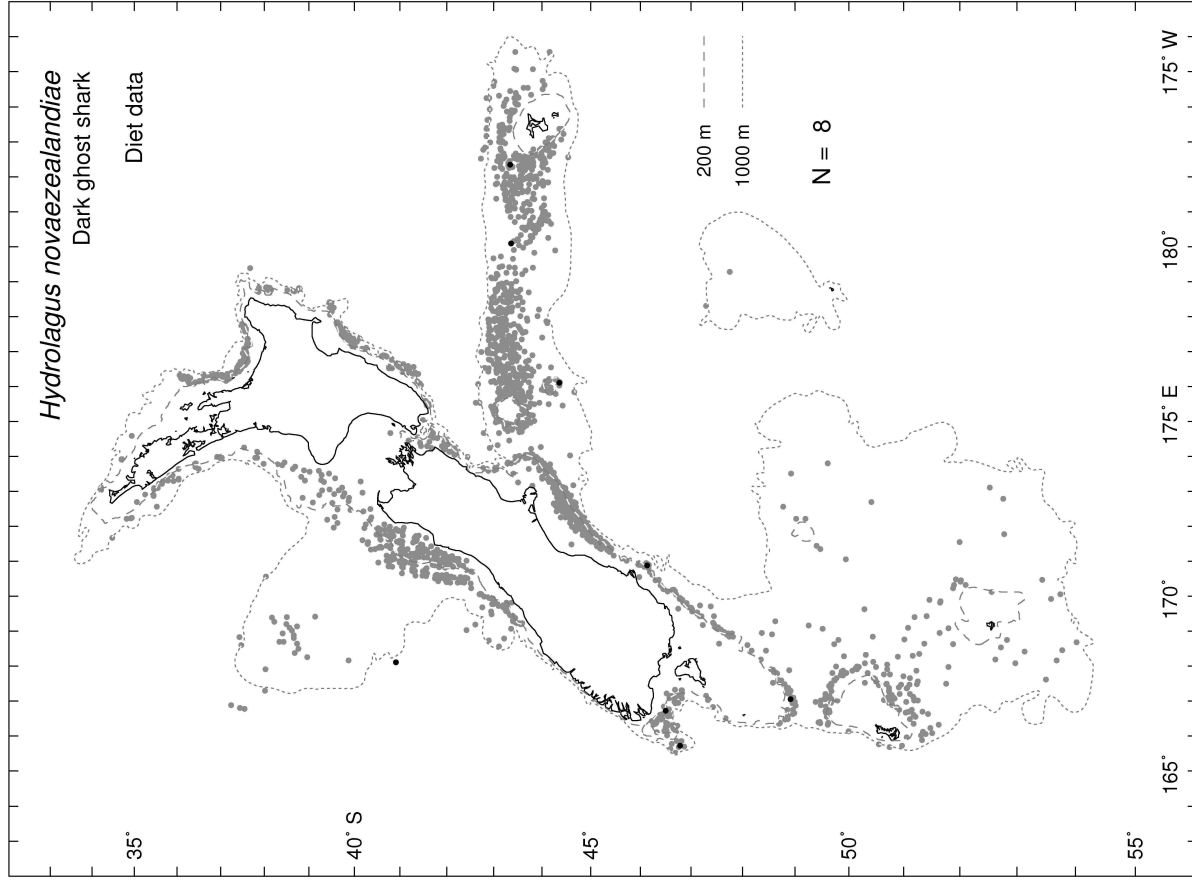 Hydrolagus novaezealandiae
Dark ghost shark
Diet data
35°
40° S
45°
50°
55°
165°
170°
175° E
180°
175° W
200 m
1000 m
N = 8